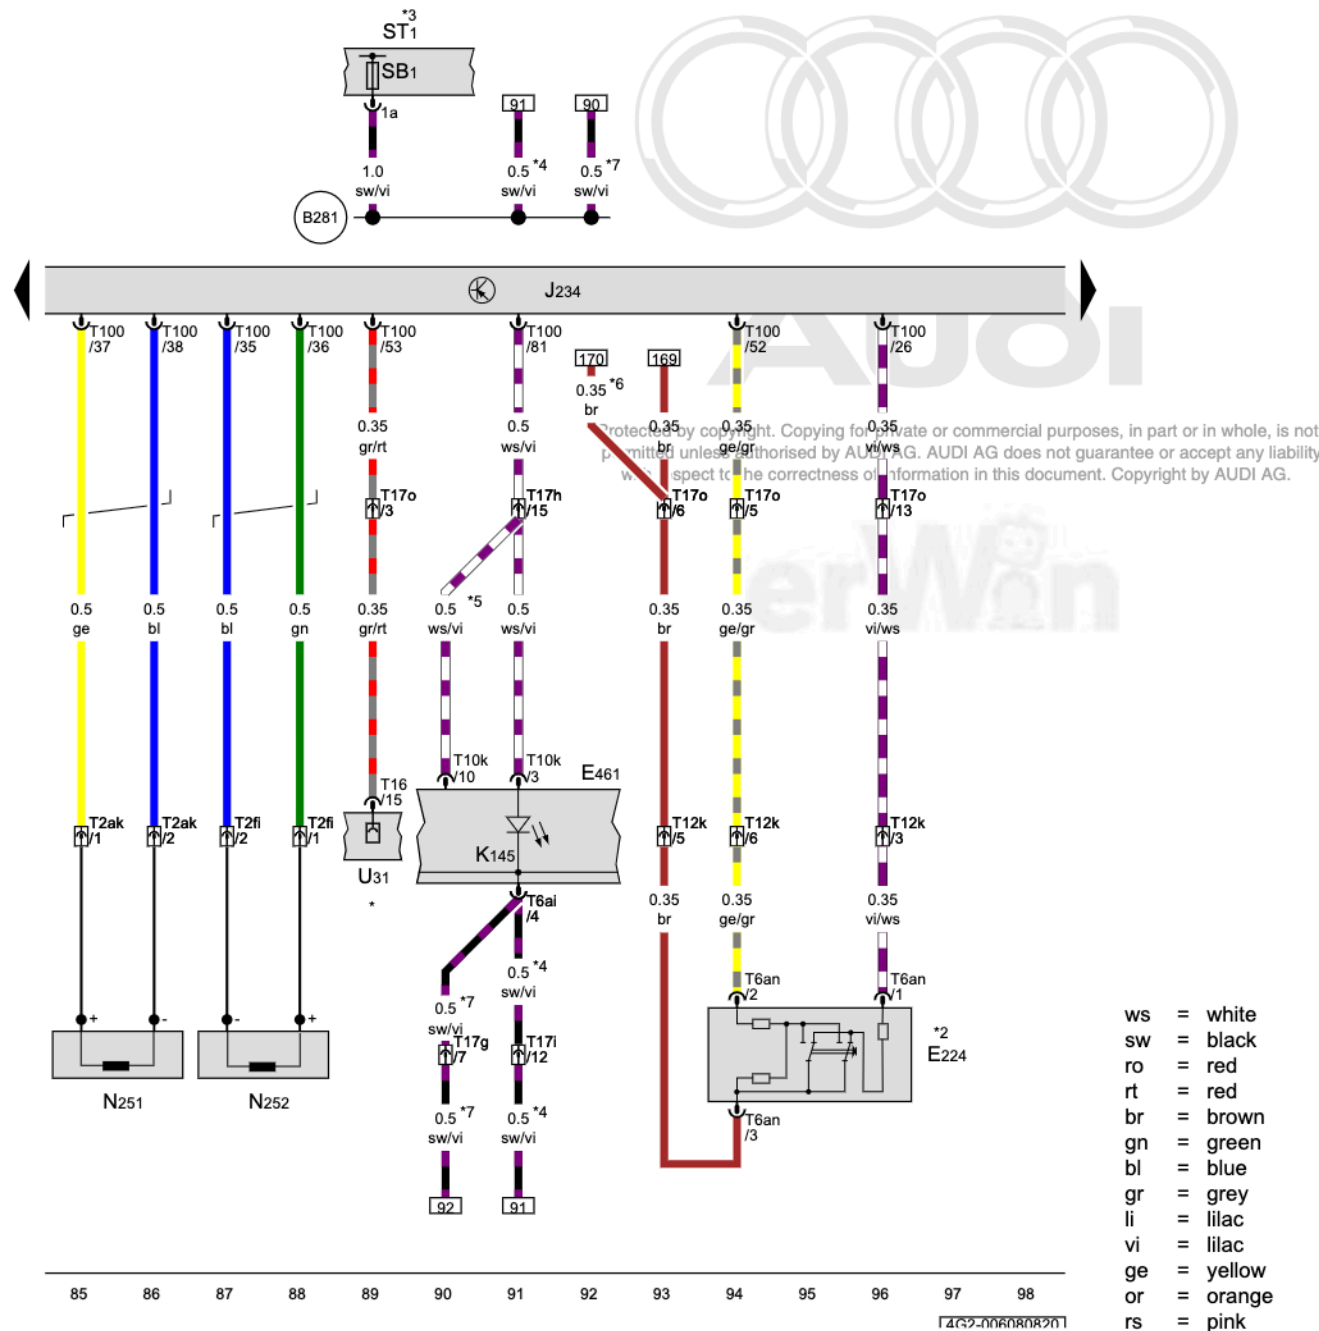 *3
ST1
SB1
1a
91
90
1.0
0.5 *4
0.5 *7
sw/vi
sw/vi
sw/vi
B281
J234
T100 /37
T100 /38
T100 /35
T100 /36
T100 /53
T100 /81
T100 /52
T100 /26
170
169
AUDI
0.35 *6
br
0.35
0.5
0.35
0.35
0.35
gr/rt
ws/vi
br
ge/gr
vi/ws
Protected by copyright. Copying for private or commercial purposes, in part or in whole, is not
permitted unless authorised by AUDI AG. AUDI AG does not guarantee or accept any liability
with respect to the correctness of information in this document. Copyright by AUDI AG.
T17o /3
T17h /15
T17o /6
T17o /5
T17o /13
erWin
0.5
0.5
0.5
0.5
0.35
0.5
*5
0.5
0.35
0.35
0.35
ge
bl
bl
gn
gr/rt
ws/vi
ws/vi
br
ge/gr
vi/ws
T16 /15
T10k /10
T10k /3
E461
T2ak /1
T2ak /2
T2fi /2
T2fi /1
K145
T12k /5
T12k /6
T12k /3
U31
*
T6ai /4
0.35
0.35
0.35
br
ge/gr
vi/ws
0.5 *4
sw/vi
0.5 *7
sw/vi
T6an /2
T6an /1
T17g /7
T17i /12
*2
E224
N251
N252
0.5 *7
0.5 *4
sw/vi
sw/vi
T6an /3
92
91
ws = white
sw = black
ro = red
rt = red
br = brown
gn = green
bl = blue
gr = grey
li = lilac
vi = lilac
ge = yellow
or = orange
rs = pink
85 86 87 88 89 90 91 92 93 94 95 96 97 98
4G2-006080820